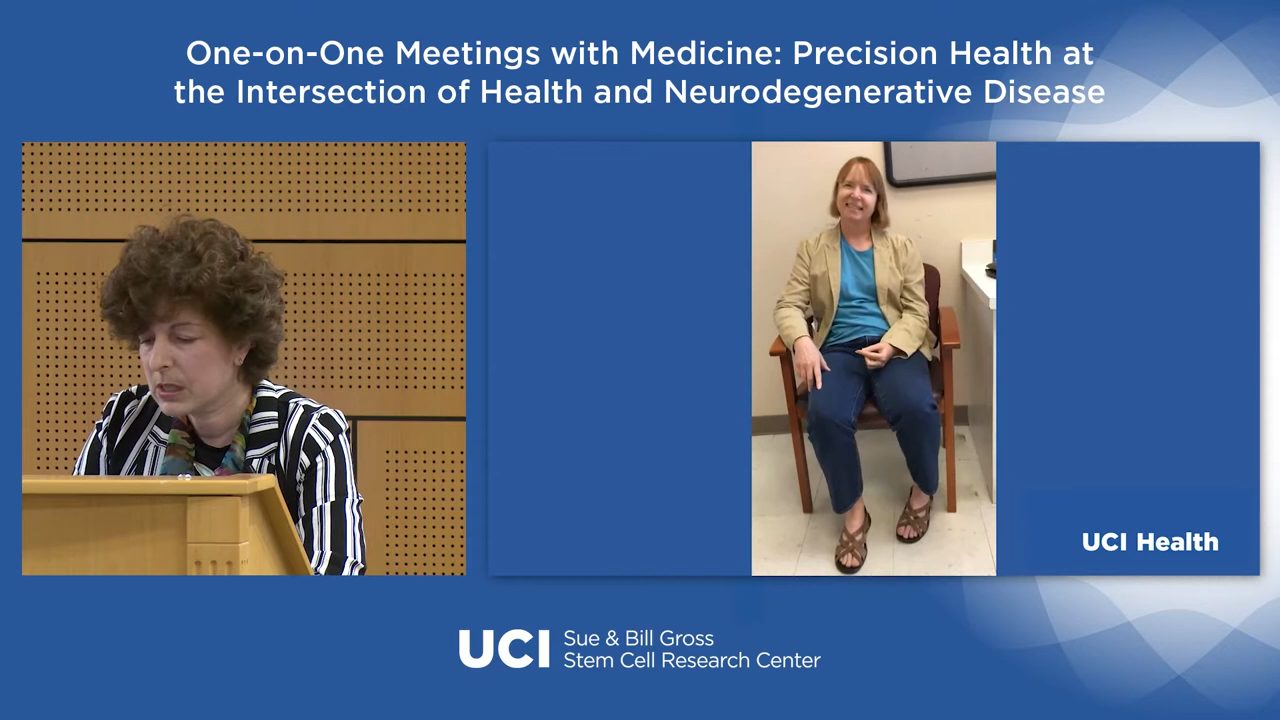 One-on-One Meetings with Medicine: Precision Health at
the Intersection of Health and Neurodegenerative Disease
UCI Health
UCI Sue & Bill Gross
Stem Cell Research Center